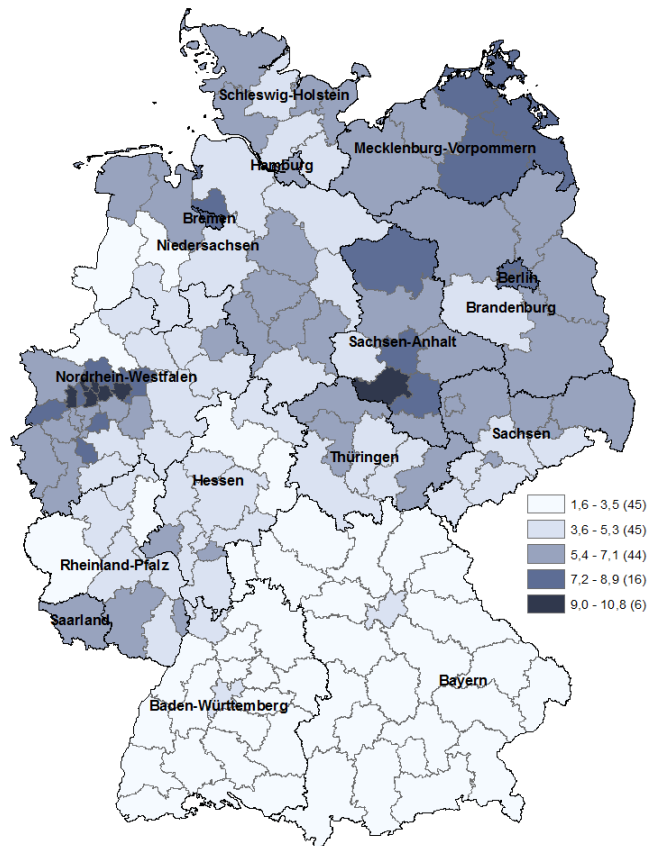 Schleswig-Holstein
Mecklenburg-Vorpommern
Hamburg
Bremen
Niedersachsen
Berlin
Brandenburg
Sachsen-Anhalt
Nordrhein-Westfalen
Sachsen
Thüringen
Hessen
1,6 - 3,5 (45)
3,6 - 5,3 (45)
5,4 - 7,1 (44)
7,2 - 8,9 (16)
9,0 - 10,8 (6)
Rheinland-Pfalz
Saarland
Bayern
Baden-Württemberg